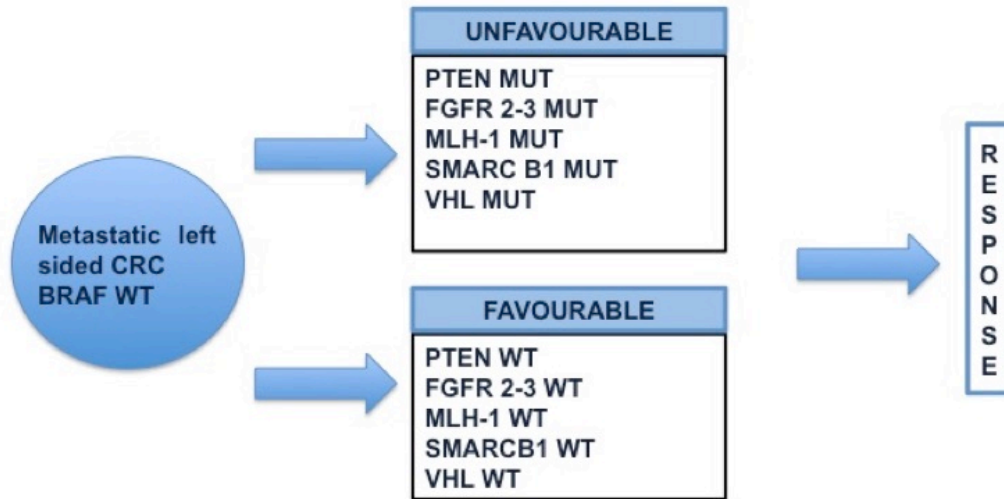 Metastatic left
sided CRC
BRAF WT
UNFAVOURABLE
PTEN MUT
FGFR 2-3 MUT
MLH-1 MUT
SMARC B1 MUT
VHL MUT
FAVOURABLE
PTEN WT
FGFR 2-3 WT
MLH-1 WT
SMARCB1 WT
VHL WT
R
E
S
P
O
N
S
E